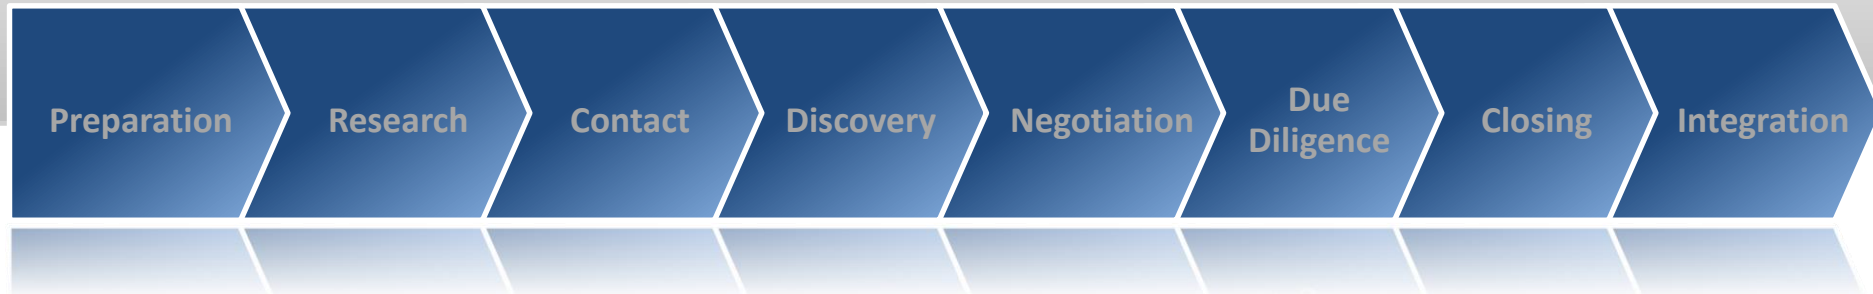 Preparation
Research
Contact
Discovery
Negotiation
Due
Diligence
Closing
Integration